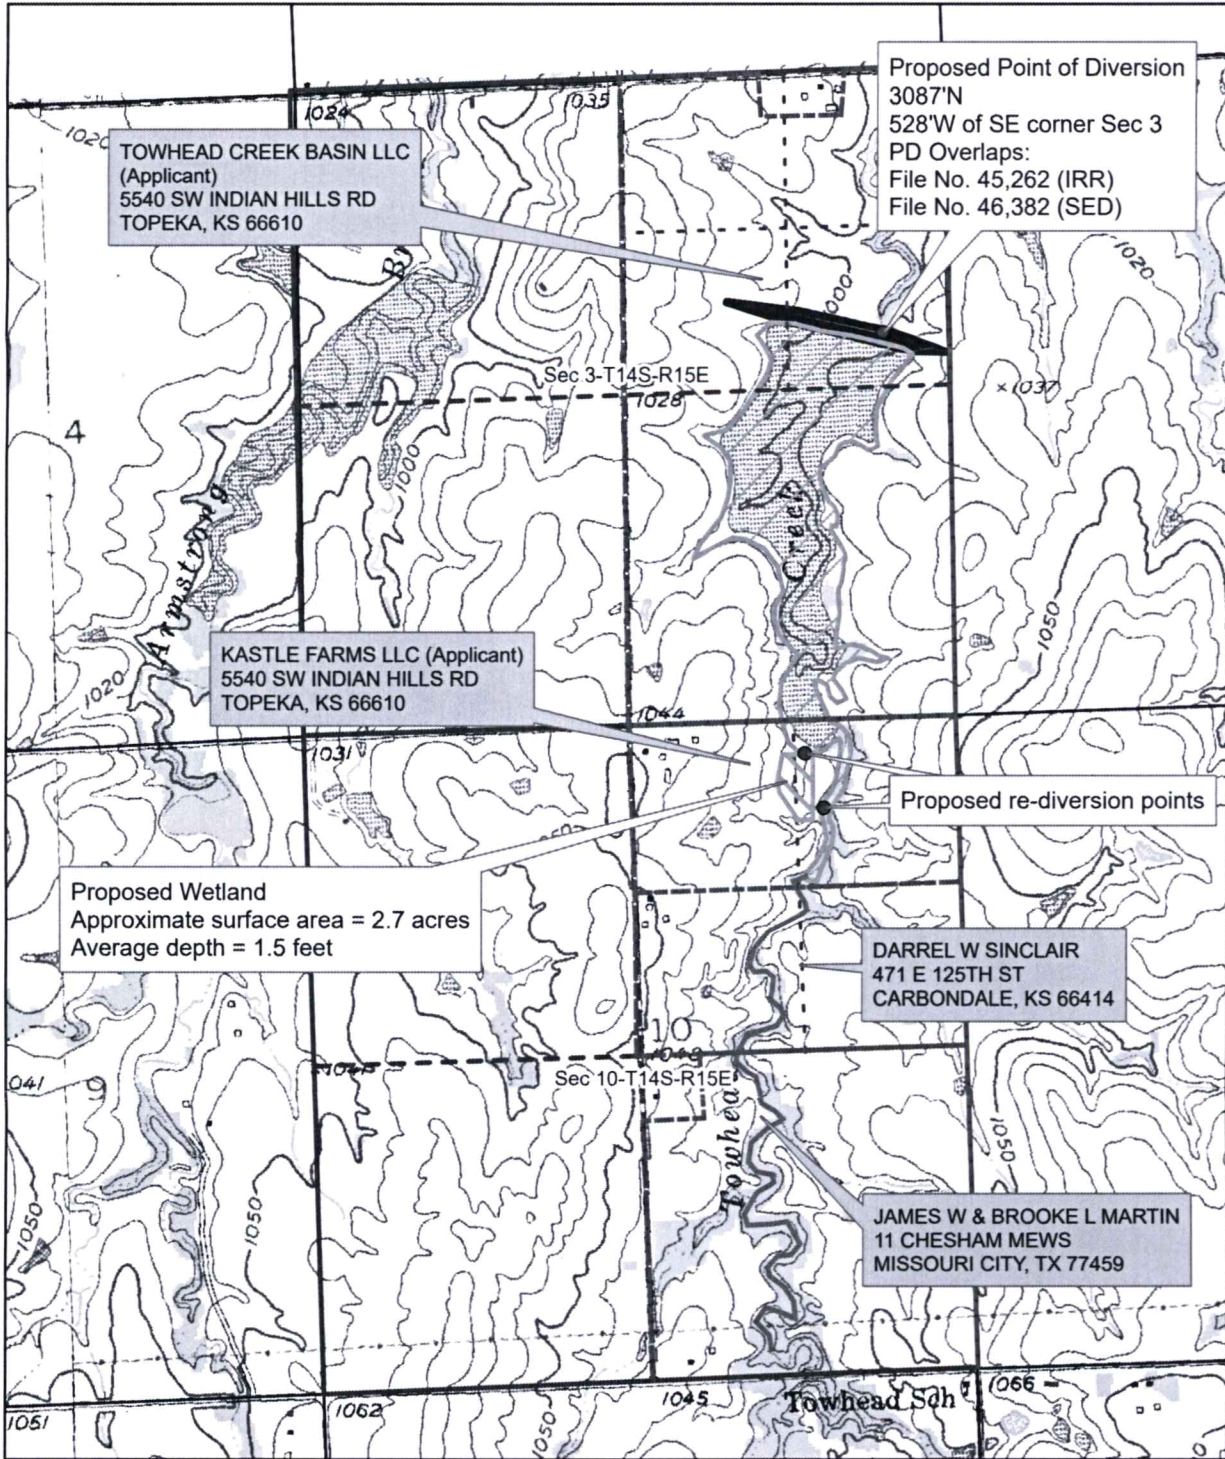 Proposed Point of Diversion
3087'N
528'W of SE corner Sec 3
PD Overlaps:
File No. 45,262 (IRR)
File No. 46,382 (SED)
1024
1035
1020
TOWHEAD CREEK BASIN LLC
(Applicant)
5540 SW INDIAN HILLS RD
TOPEKA, KS 66610
Br
1000
1020
Sec 3-T14S-R15E
1028
×1037
4
1000
Creek
Armstrong
1050
KASTLE FARMS LLC (Applicant)
5540 SW INDIAN HILLS RD
TOPEKA, KS 66610
1020
1044
1031
Proposed re-diversion points
1050
Proposed Wetland
Approximate surface area = 2.7 acres
Average depth = 1.5 feet
DARREL W SINCLAIR
471 E 125TH ST
CARBONDALE, KS 66414
10
1041
041
9
Sec 10-T14S-R15E
Towhea
1050
1050
1050
JAMES W & BROOKE L MARTIN
11 CHESHAM MEWS
MISSOURI CITY, TX 77459
1051
1062
1050
1045
Towhead Sch
1066